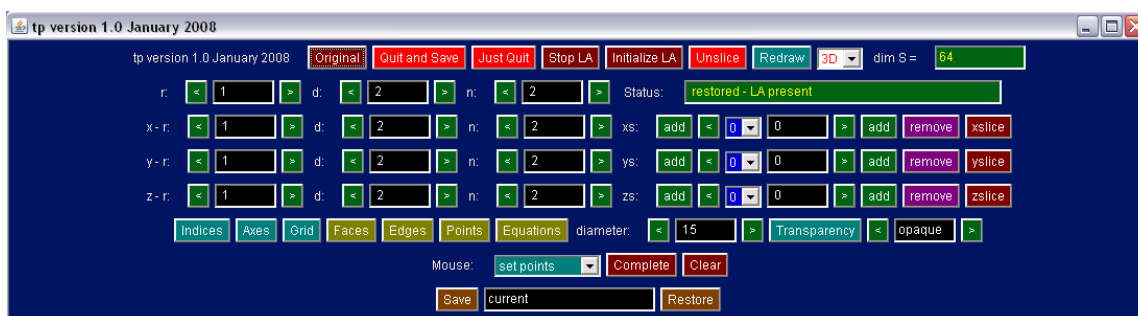 tp version 1.0 January 2008
tp version 1.0 January 2008 Original Quit and Save Just Quit Stop LA Initialize LA Unslice Redraw 3D dim S = 64
r: < 1 > d: < 2 > n: < 2 > Status: restored - LA present
x - r: < 1 > d: < 2 > n: < 2 > xs: add < 0 0 > add remove xslice
y - r: < 1 > d: < 2 > n: < 2 > ys: add < 0 0 > add remove yslice
z - r: < 1 > d: < 2 > n: < 2 > zs: add < 0 0 > add remove zslice
Indices Axes Grid Faces Edges Points Equations diameter: < 15 > Transparency < opaque >
Mouse: set points Complete Clear
Save current Restore